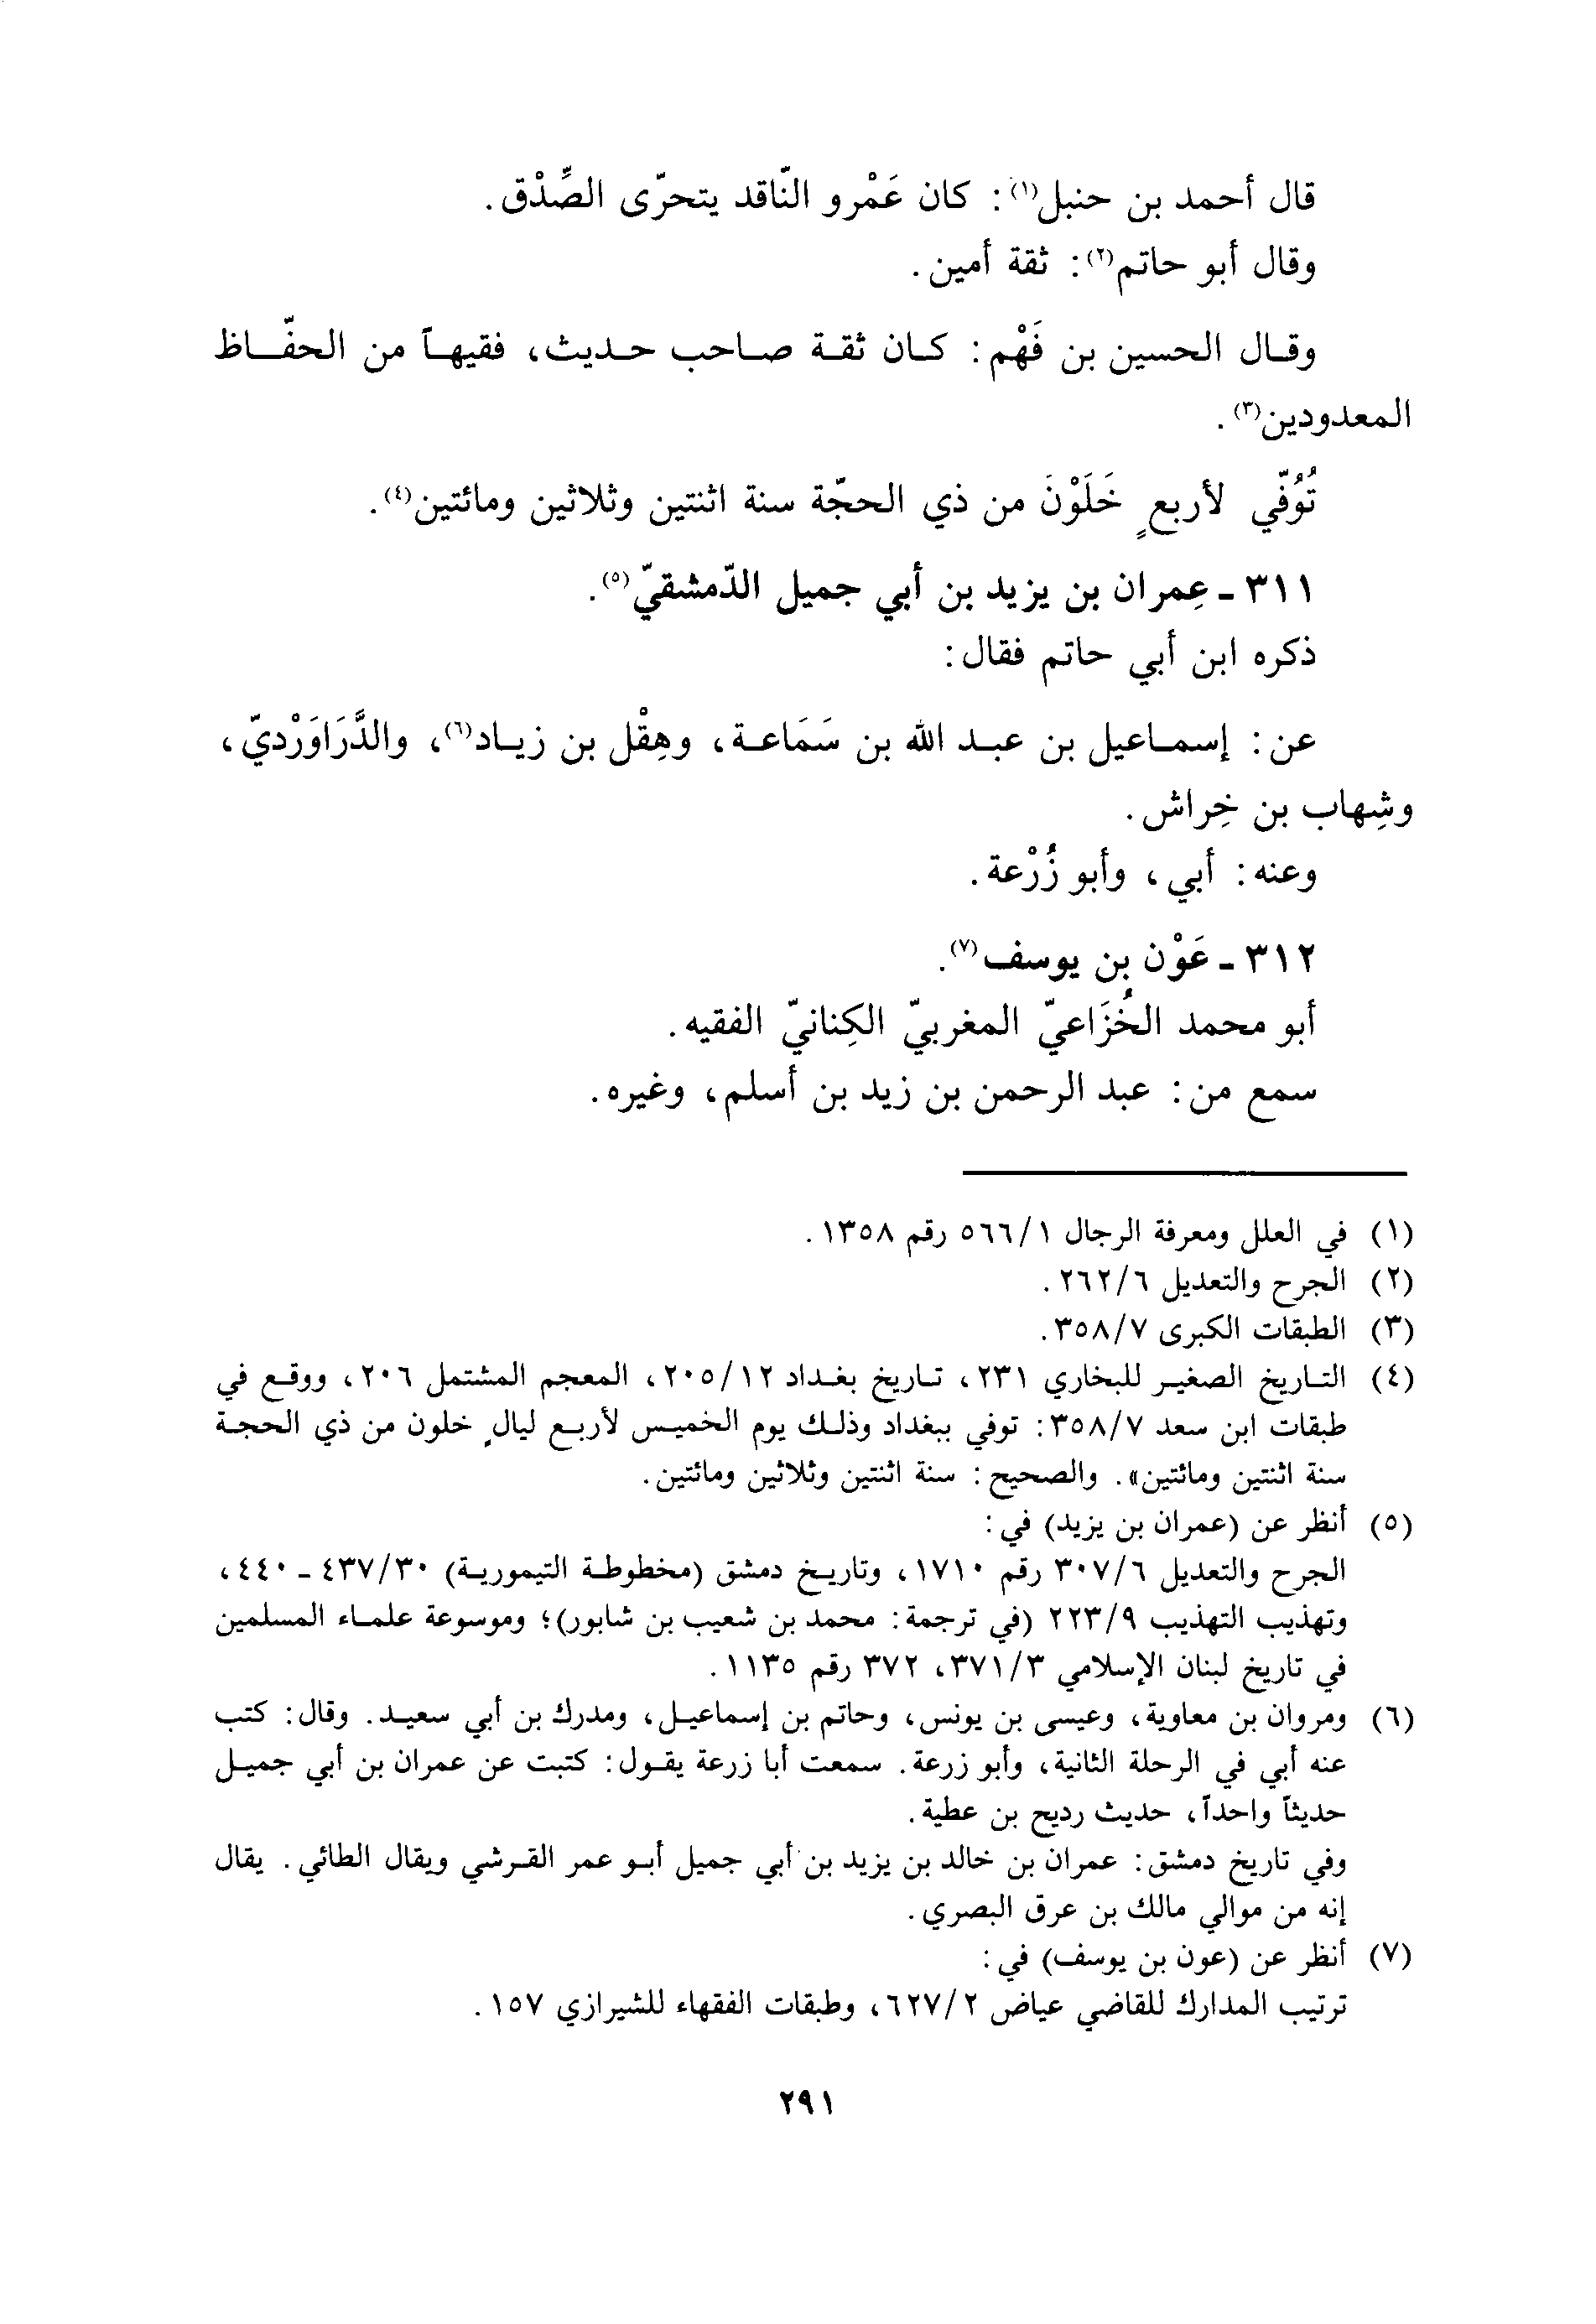 قال أحمد بن حنبل(١): كان عَمْرو النّاقد يتحرّى الصِّدْق.
وقال أبو حاتم(٢): ثقة أمين.
وقال الحسين بن فَهْم: كان ثقة صاحب حديث، فقيهاً من الحفّاظ
المعدودين(٣).
تُوُفّي لأربعٍ خَلَوْنَ من ذي الحجّة سنة اثنتين وثلاثين ومائتين(٤).
٣١١ - عِمران بن يزيد بن أبي جميل الدّمشقيّ(٥).
ذكره ابن أبي حاتم فقال:
عن: إسماعيل بن عبد الله بن سَمَاعة، وهِقْل بن زياد(٦)، والدَّرَاوَرْديّ،
وشِهاب بن خِراش.
وعنه: أبي، وأبو زُرْعة.
٣١٢ - عَوْن بن يوسف(٧).
أبو محمد الخُزَاعيّ المغربيّ الكِنانيّ الفقيه.
سمع من: عبد الرحمن بن زيد بن أسلم، وغيره.
(١) في العلل ومعرفة الرجال ٥٦٦/١ رقم ١٣٥٨.
(٢) الجرح والتعديل ٢٦٢/٦.
(٣) الطبقات الكبرى ٣٥٨/٧.
(٤) التاريخ الصغير للبخاري ٢٣١، تاريخ بغداد ٢٠٥/١٢، المعجم المشتمل ٢٠٦، ووقع في
طبقات ابن سعد ٣٥٨/٧: توفي ببغداد وذلك يوم الخميس لأربع ليالٍ خلون من ذي الحجة
سنة اثنتين ومائتين». والصحيح: سنة اثنتين وثلاثين ومائتين.
(٥) أنظر عن (عمران بن يزيد) في:
الجرح والتعديل ٣٠٧/٦ رقم ١٧١٠، وتاريخ دمشق (مخطوطة التيمورية) ٤٣٧/٣٠ - ٤٤٠،
وتهذيب التهذيب ٢٢٣/٩ (في ترجمة: محمد بن شعيب بن شابور)؛ وموسوعة علماء المسلمين
في تاريخ لبنان الإسلامي ٣٧١/٣، ٣٧٢ رقم ١١٣٥.
(٦) ومروان بن معاوية، وعيسى بن يونس، وحاتم بن إسماعيل، ومدرك بن أبي سعيد. وقال: كتب
عنه أبي في الرحلة الثانية، وأبو زرعة. سمعت أبا زرعة يقول: كتبت عن عمران بن أبي جميل
حديثاً واحداً، حديث رديح بن عطية.
وفي تاريخ دمشق: عمران بن خالد بن يزيد بن أبي جميل أبو عمر القرشي ويقال الطائي. يقال
إنه من موالي مالك بن عرق البصري.
(٧) أنظر عن (عون بن يوسف) في:
ترتيب المدارك للقاضي عياض ٦٢٧/٢، وطبقات الفقهاء للشيرازي ١٥٧.
٢٩١